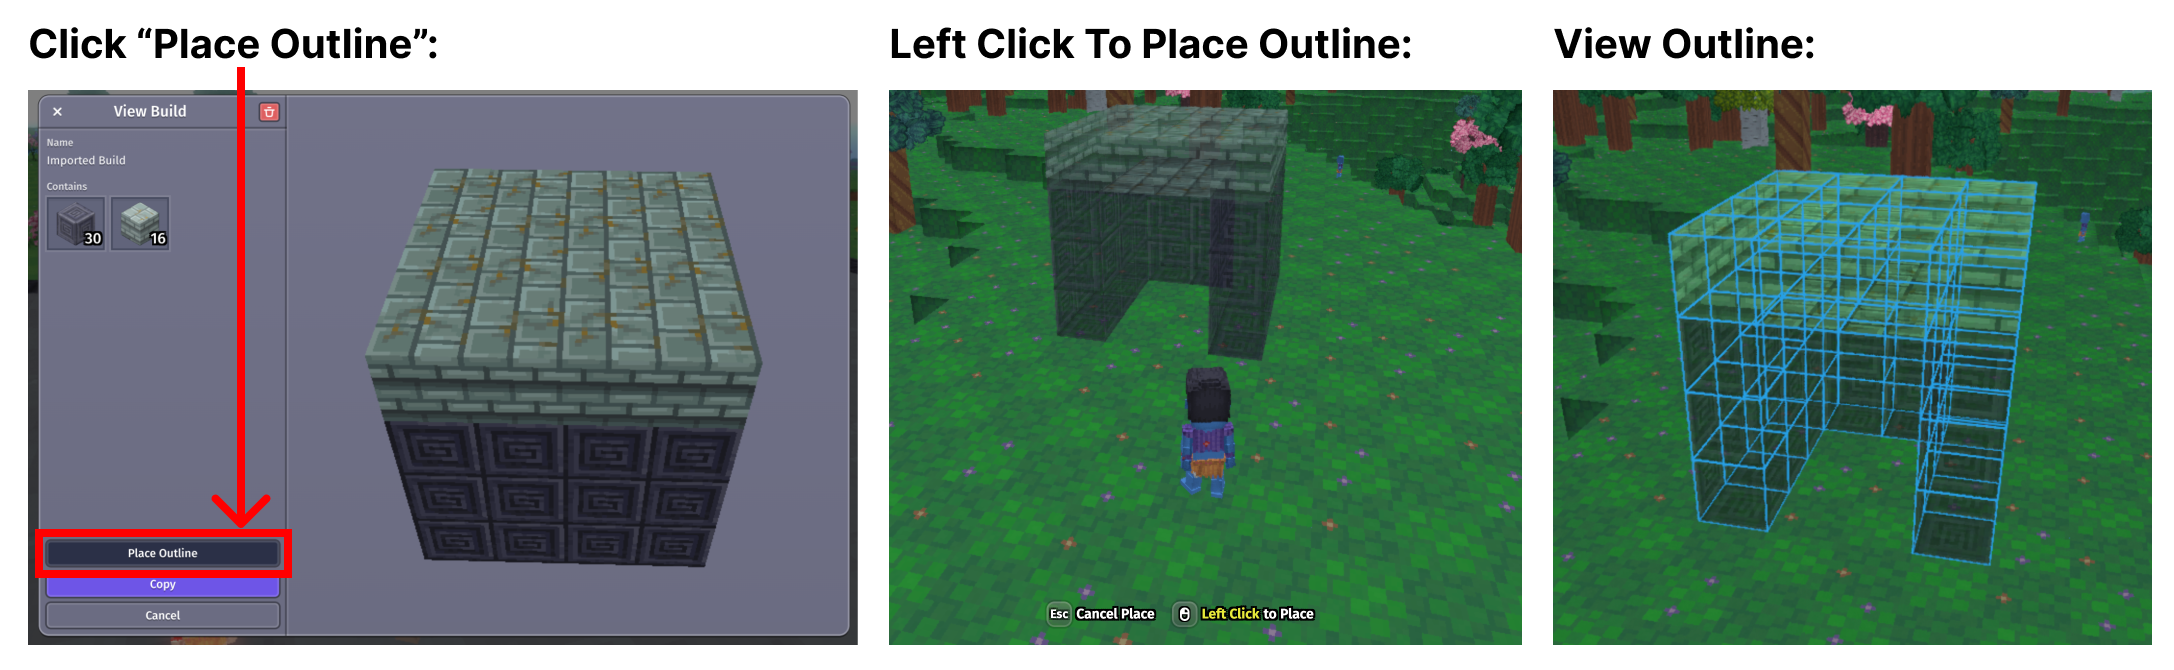 Click “Place Outline”:
View Build
Name
Imported Build
Contains
30
16
Place Outline
Copy
Cancel
Left Click To Place Outline:
Esc Cancel Place Left Click to Place
View Outline: